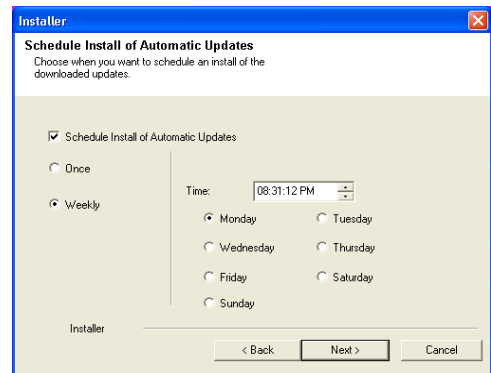 Installer
Schedule Install of Automatic Updates
Choose when you want to schedule an install of the
downloaded updates.
Schedule Install of Automatic Updates
Once
Weekly
Time: 08:31:12 PM
Monday Tuesday
Wednesday Thursday
Friday Saturday
Sunday
Installer
< Back Next > Cancel